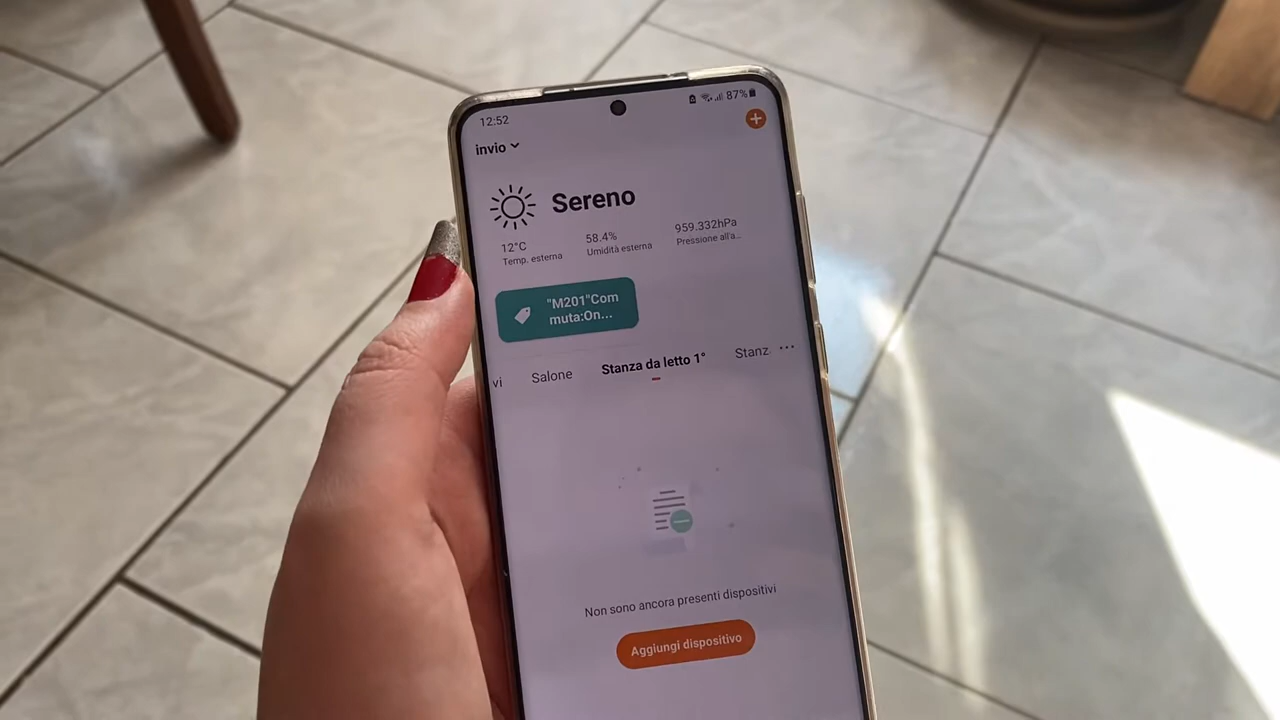 12:52
87%
invio
Sereno
12°C
58.4%
959.332hPa
Temp. esterna
Umidità esterna
Pressione all'a...
"M201"Com
muta:On...
vi
Salone
Stanza da letto 1°
Stanz
Non sono ancora presenti dispositivi
Aggiungi dispositivo